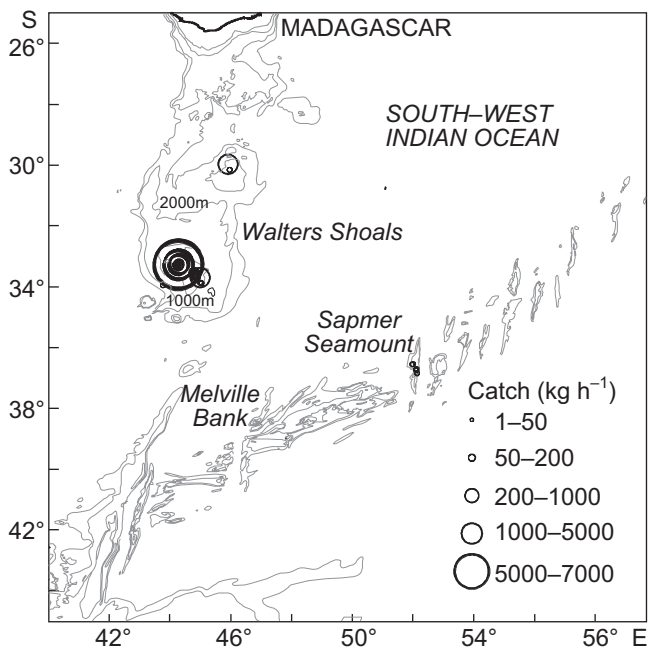 S
MADAGASCAR
26°
SOUTH–WEST
INDIAN OCEAN
30°
2000m
Walters Shoals
34°
1000m
Sapmer
Seamount
Melville
Bank
38°
Catch (kg h⁻¹)
1–50
50–200
200–1000
42°
1000–5000
5000–7000
42° 46° 50° 54° 56° E